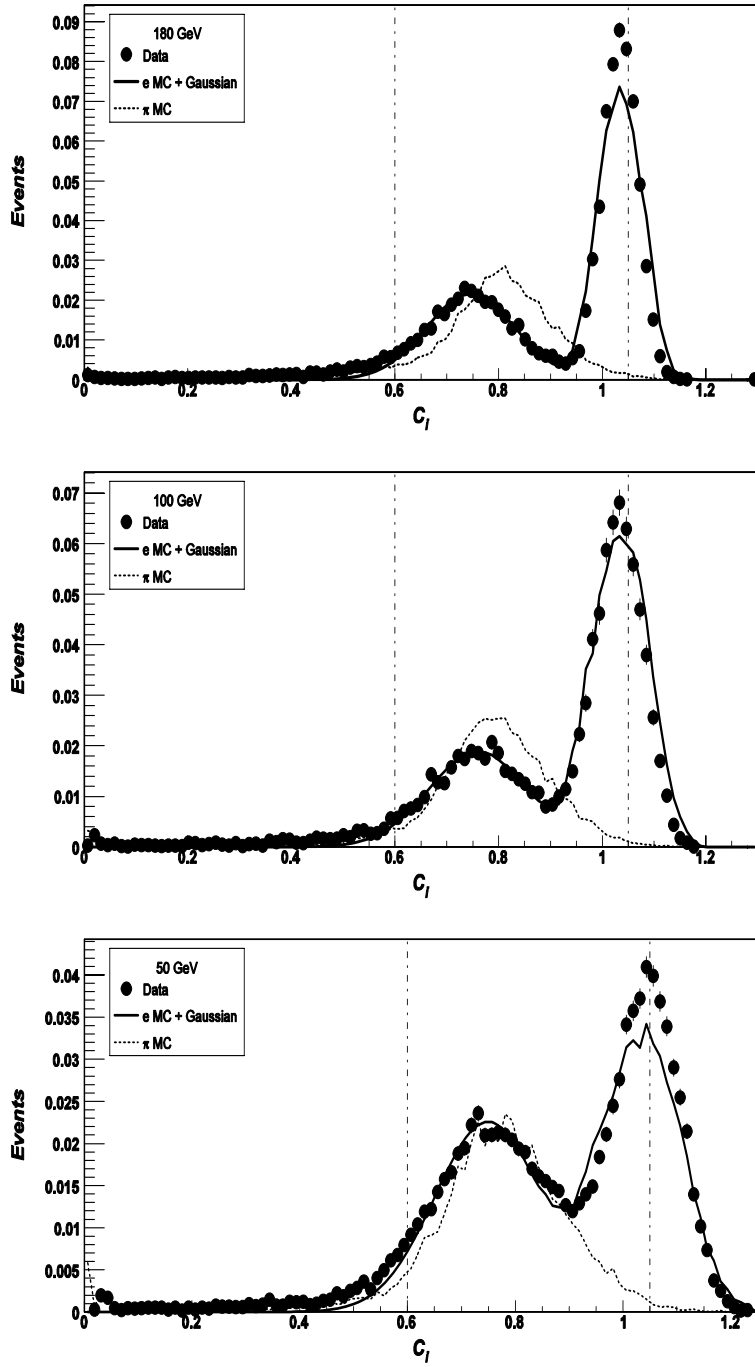 180 GeV
Data
e MC + Gaussian
π MC
Events
0.09
0.08
0.07
0.06
0.05
0.04
0.03
0.02
0.01
0
0 0.2 0.4 0.6 0.8 1 1.2
C_l
100 GeV
Data
e MC + Gaussian
π MC
Events
0.07
0.06
0.05
0.04
0.03
0.02
0.01
0
0 0.2 0.4 0.6 0.8 1 1.2
C_l
50 GeV
Data
e MC + Gaussian
π MC
Events
0.04
0.035
0.03
0.025
0.02
0.015
0.01
0.005
0
0 0.2 0.4 0.6 0.8 1 1.2
C_l